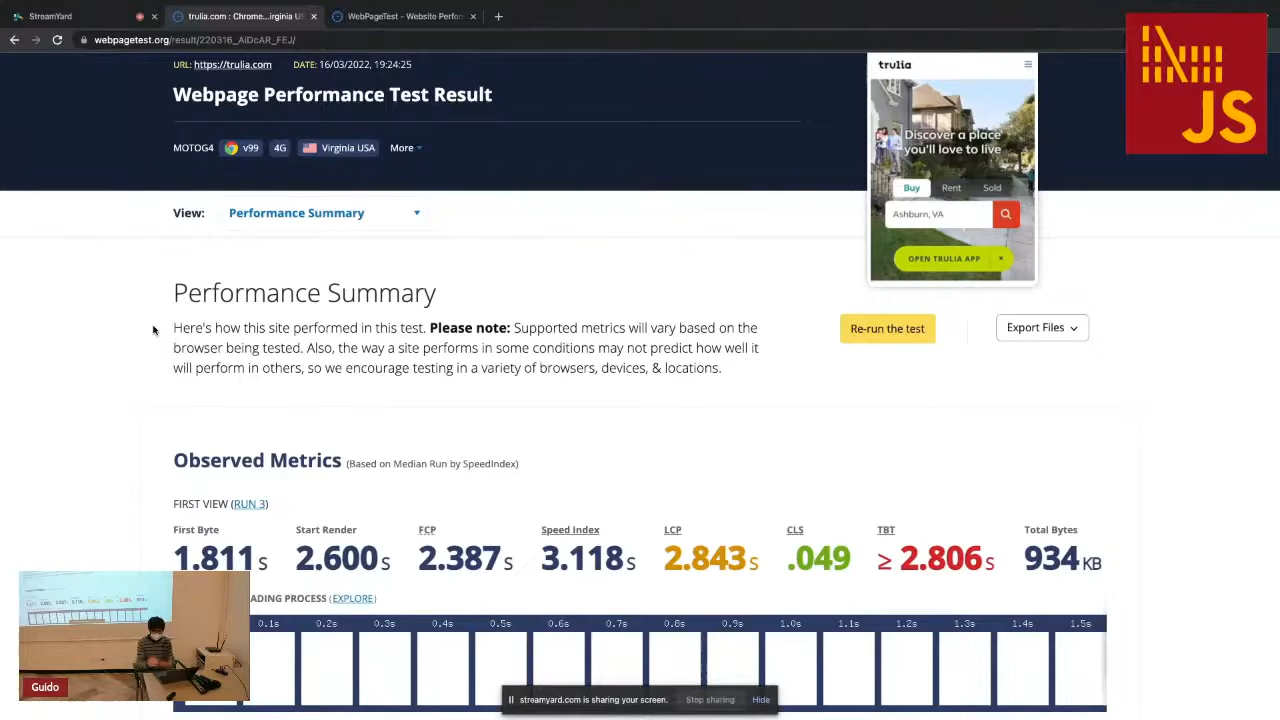 StreamYard
trulia.com : Chrome...irginia US
WebPageTest - Website Perfor
webpagetest.org/result/220316_AiDcAR_FEJ/
JS
URL: https://trulia.com DATE: 16/03/2022, 19:24:25
Webpage Performance Test Result
MOTOG4 v99 4G Virginia USA More
trulia
Discover a place
you'll love to live
Buy Rent Sold
Ashburn, VA
OPEN TRULIA APP ×
View: Performance Summary
Performance Summary
Here's how this site performed in this test. Please note: Supported metrics will vary based on the
browser being tested. Also, the way a site performs in some conditions may not predict how well it
will perform in others, so we encourage testing in a variety of browsers, devices, & locations.
Re-run the test
Export Files
Observed Metrics (Based on Median Run by SpeedIndex)
FIRST VIEW (RUN 3)
First Byte Start Render FCP Speed Index LCP CLS TBT Total Bytes
1.811 s 2.600 s 2.387 s 3.118 s 2.843 s .049 ≥ 2.806 s 934 KB
ADING PROCESS (EXPLORE)
0.1s 0.2s 0.3s 0.4s 0.5s 0.6s 0.7s 0.8s 0.9s 1.0s 1.1s 1.2s 1.3s 1.4s 1.5s
Guido
streamyard.com is sharing your screen. Stop sharing Hide